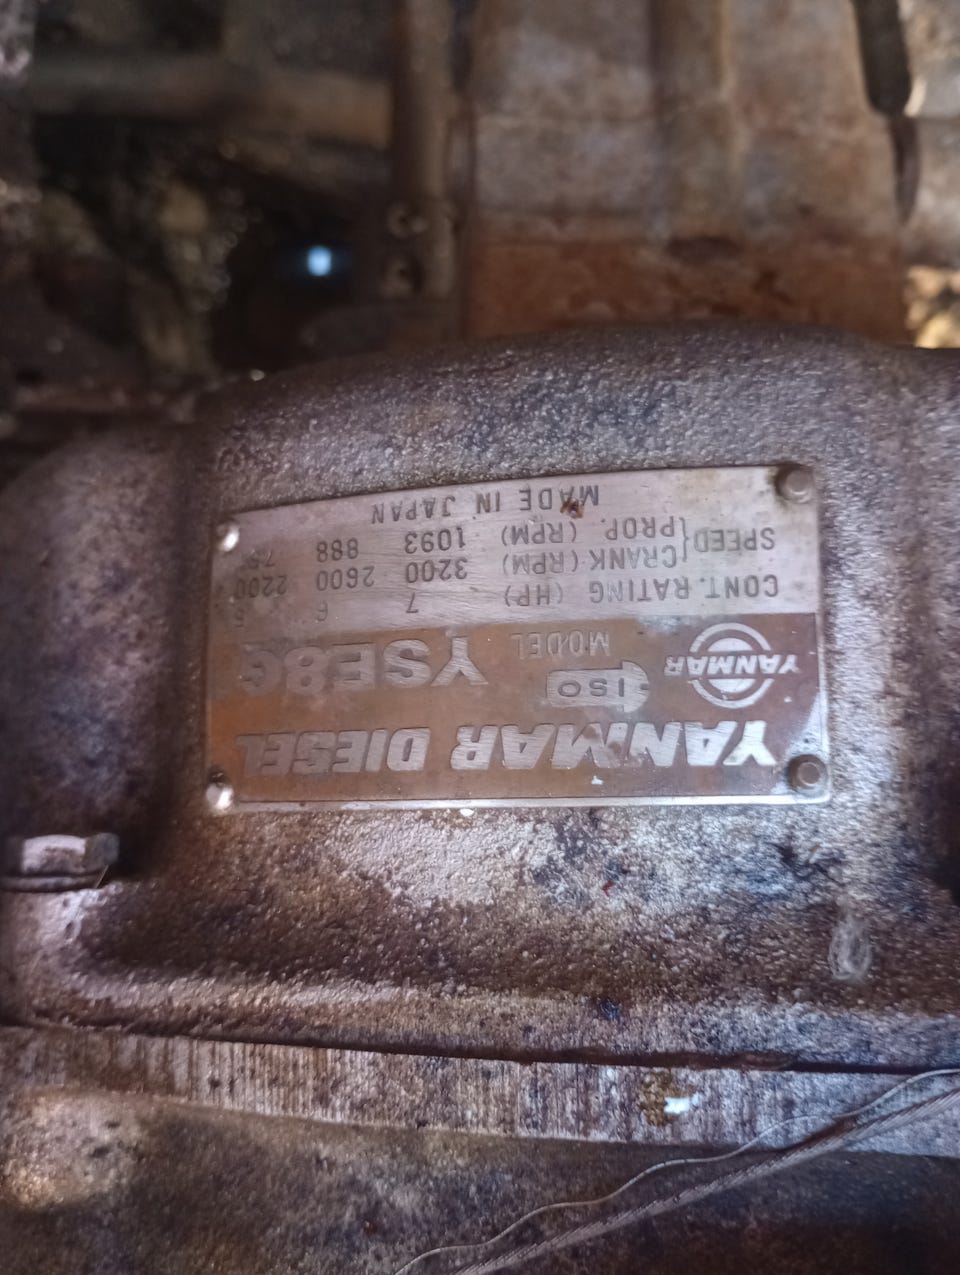 YANMAR DIESEL
YANMAR
ISO
MODEL YSE8G
CONT. RATING (HP) 7 6 5
SPEED { CRANK (RPM) 3200 2600 2200
PROP. (RPM) 1093 888
MADE IN JAPAN